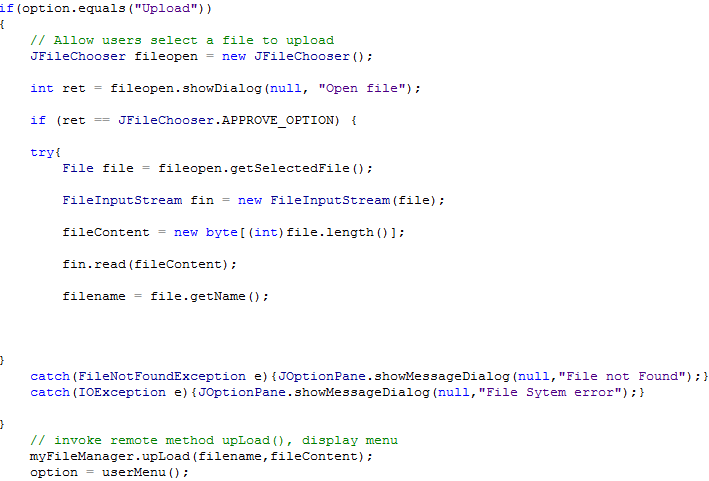 if(option.equals("Upload"))
{
// Allow users select a file to upload
JFileChooser fileopen = new JFileChooser();
int ret = fileopen.showDialog(null, "Open file");
if (ret == JFileChooser.APPROVE_OPTION) {
try{
File file = fileopen.getSelectedFile();
FileInputStream fin = new FileInputStream(file);
fileContent = new byte[(int)file.length()];
fin.read(fileContent);
filename = file.getName();
}
catch(FileNotFoundException e){JOptionPane.showMessageDialog(null,"File not Found");}
catch(IOException e){JOptionPane.showMessageDialog(null,"File Sytem error");}
}
// invoke remote method upLoad(), display menu
myFileManager.upLoad(filename,fileContent);
option = userMenu();